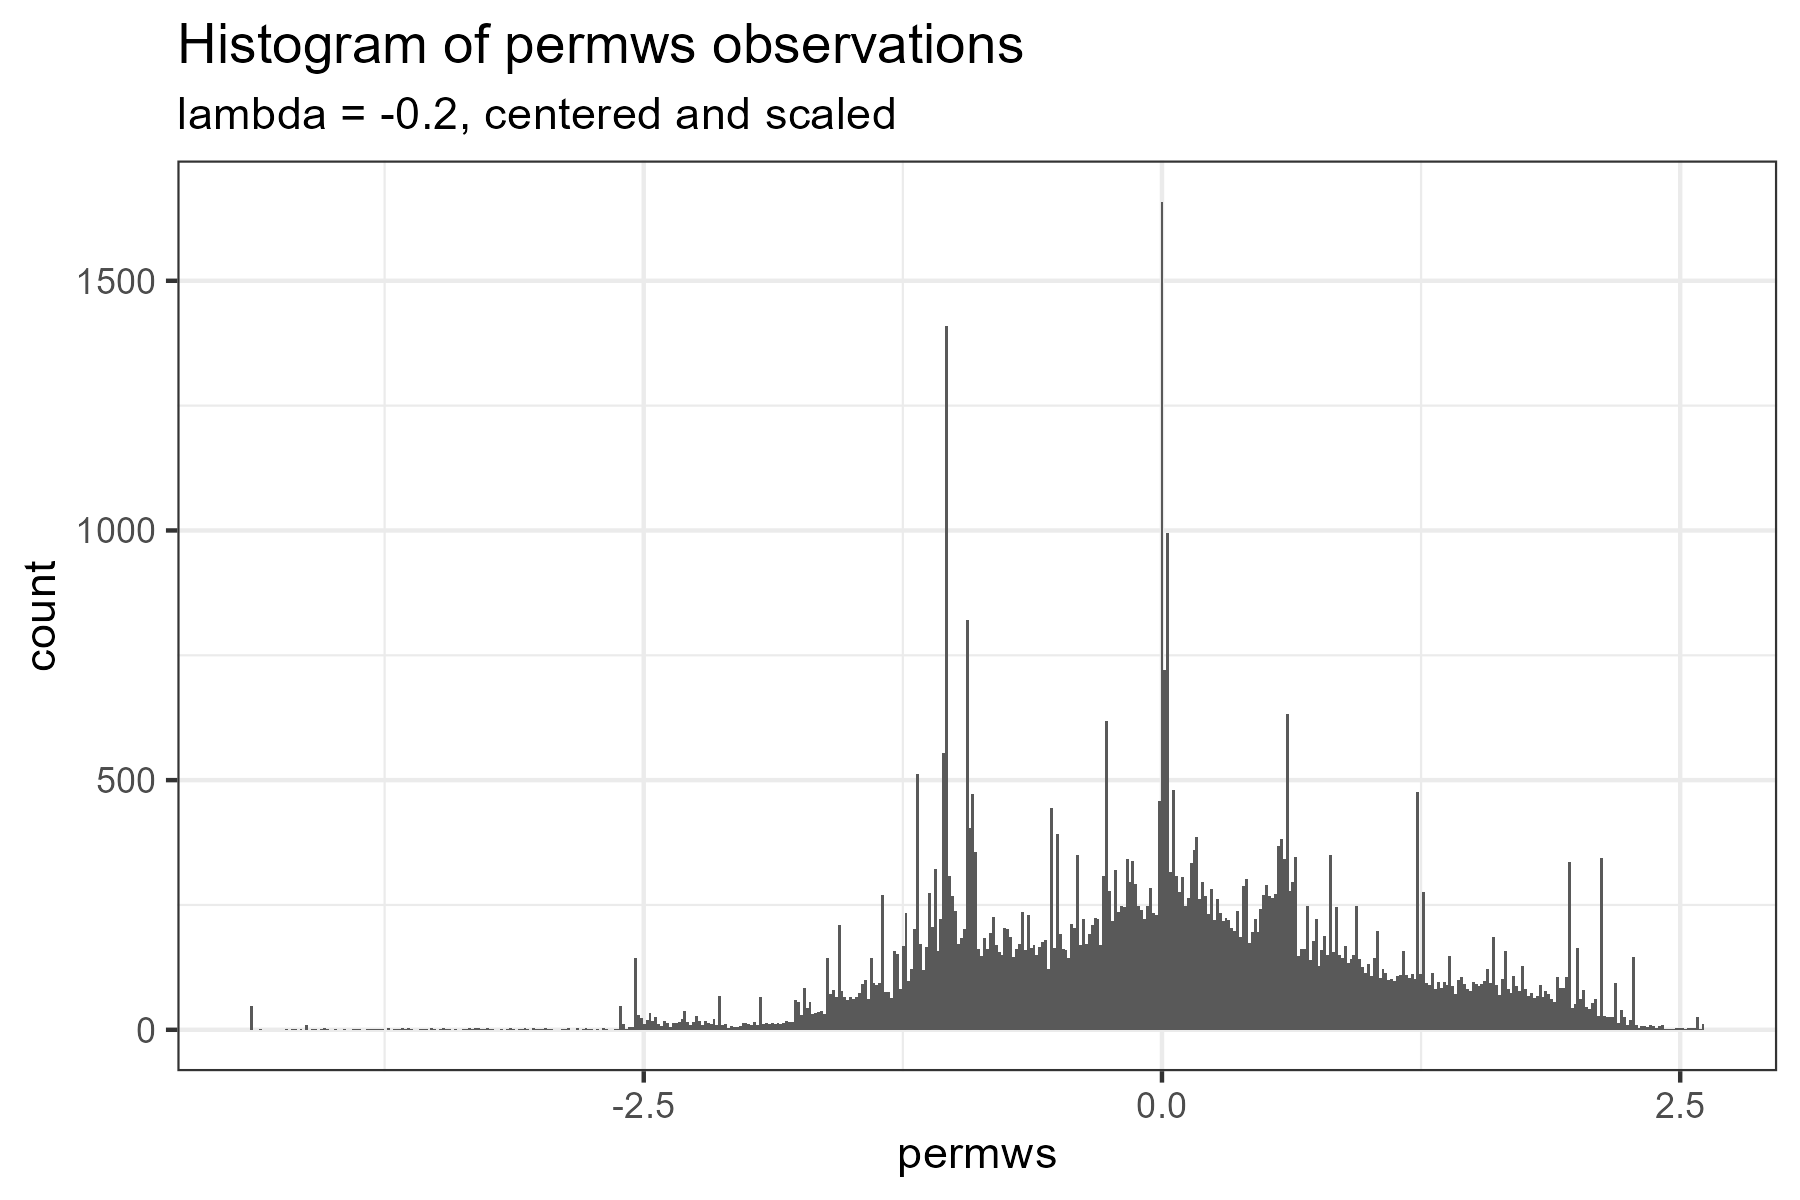 Histogram of permws observations
lambda = -0.2, centered and scaled
1500
1000
500
0
count
-2.5
0.0
2.5
permws